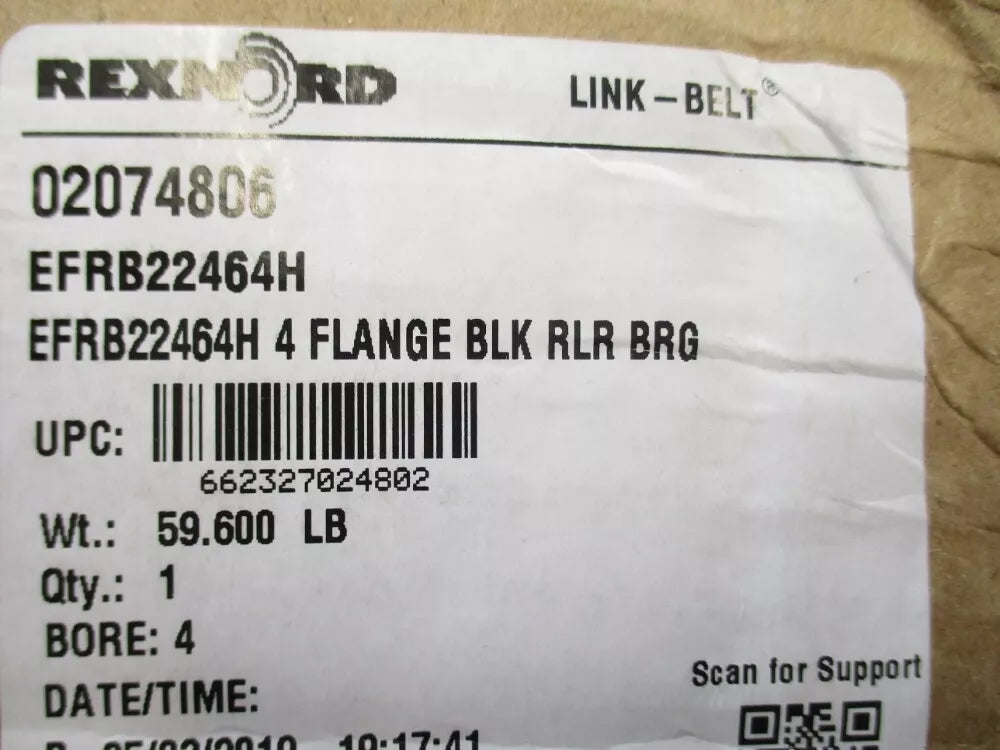 REXNORD LINK-BELT®
02074806
EFRB22464H
EFRB22464H 4 FLANGE BLK RLR BRG
UPC:
662327024802
Wt.: 59.600 LB
Qty.: 1
BORE: 4
Scan for Support
DATE/TIME: